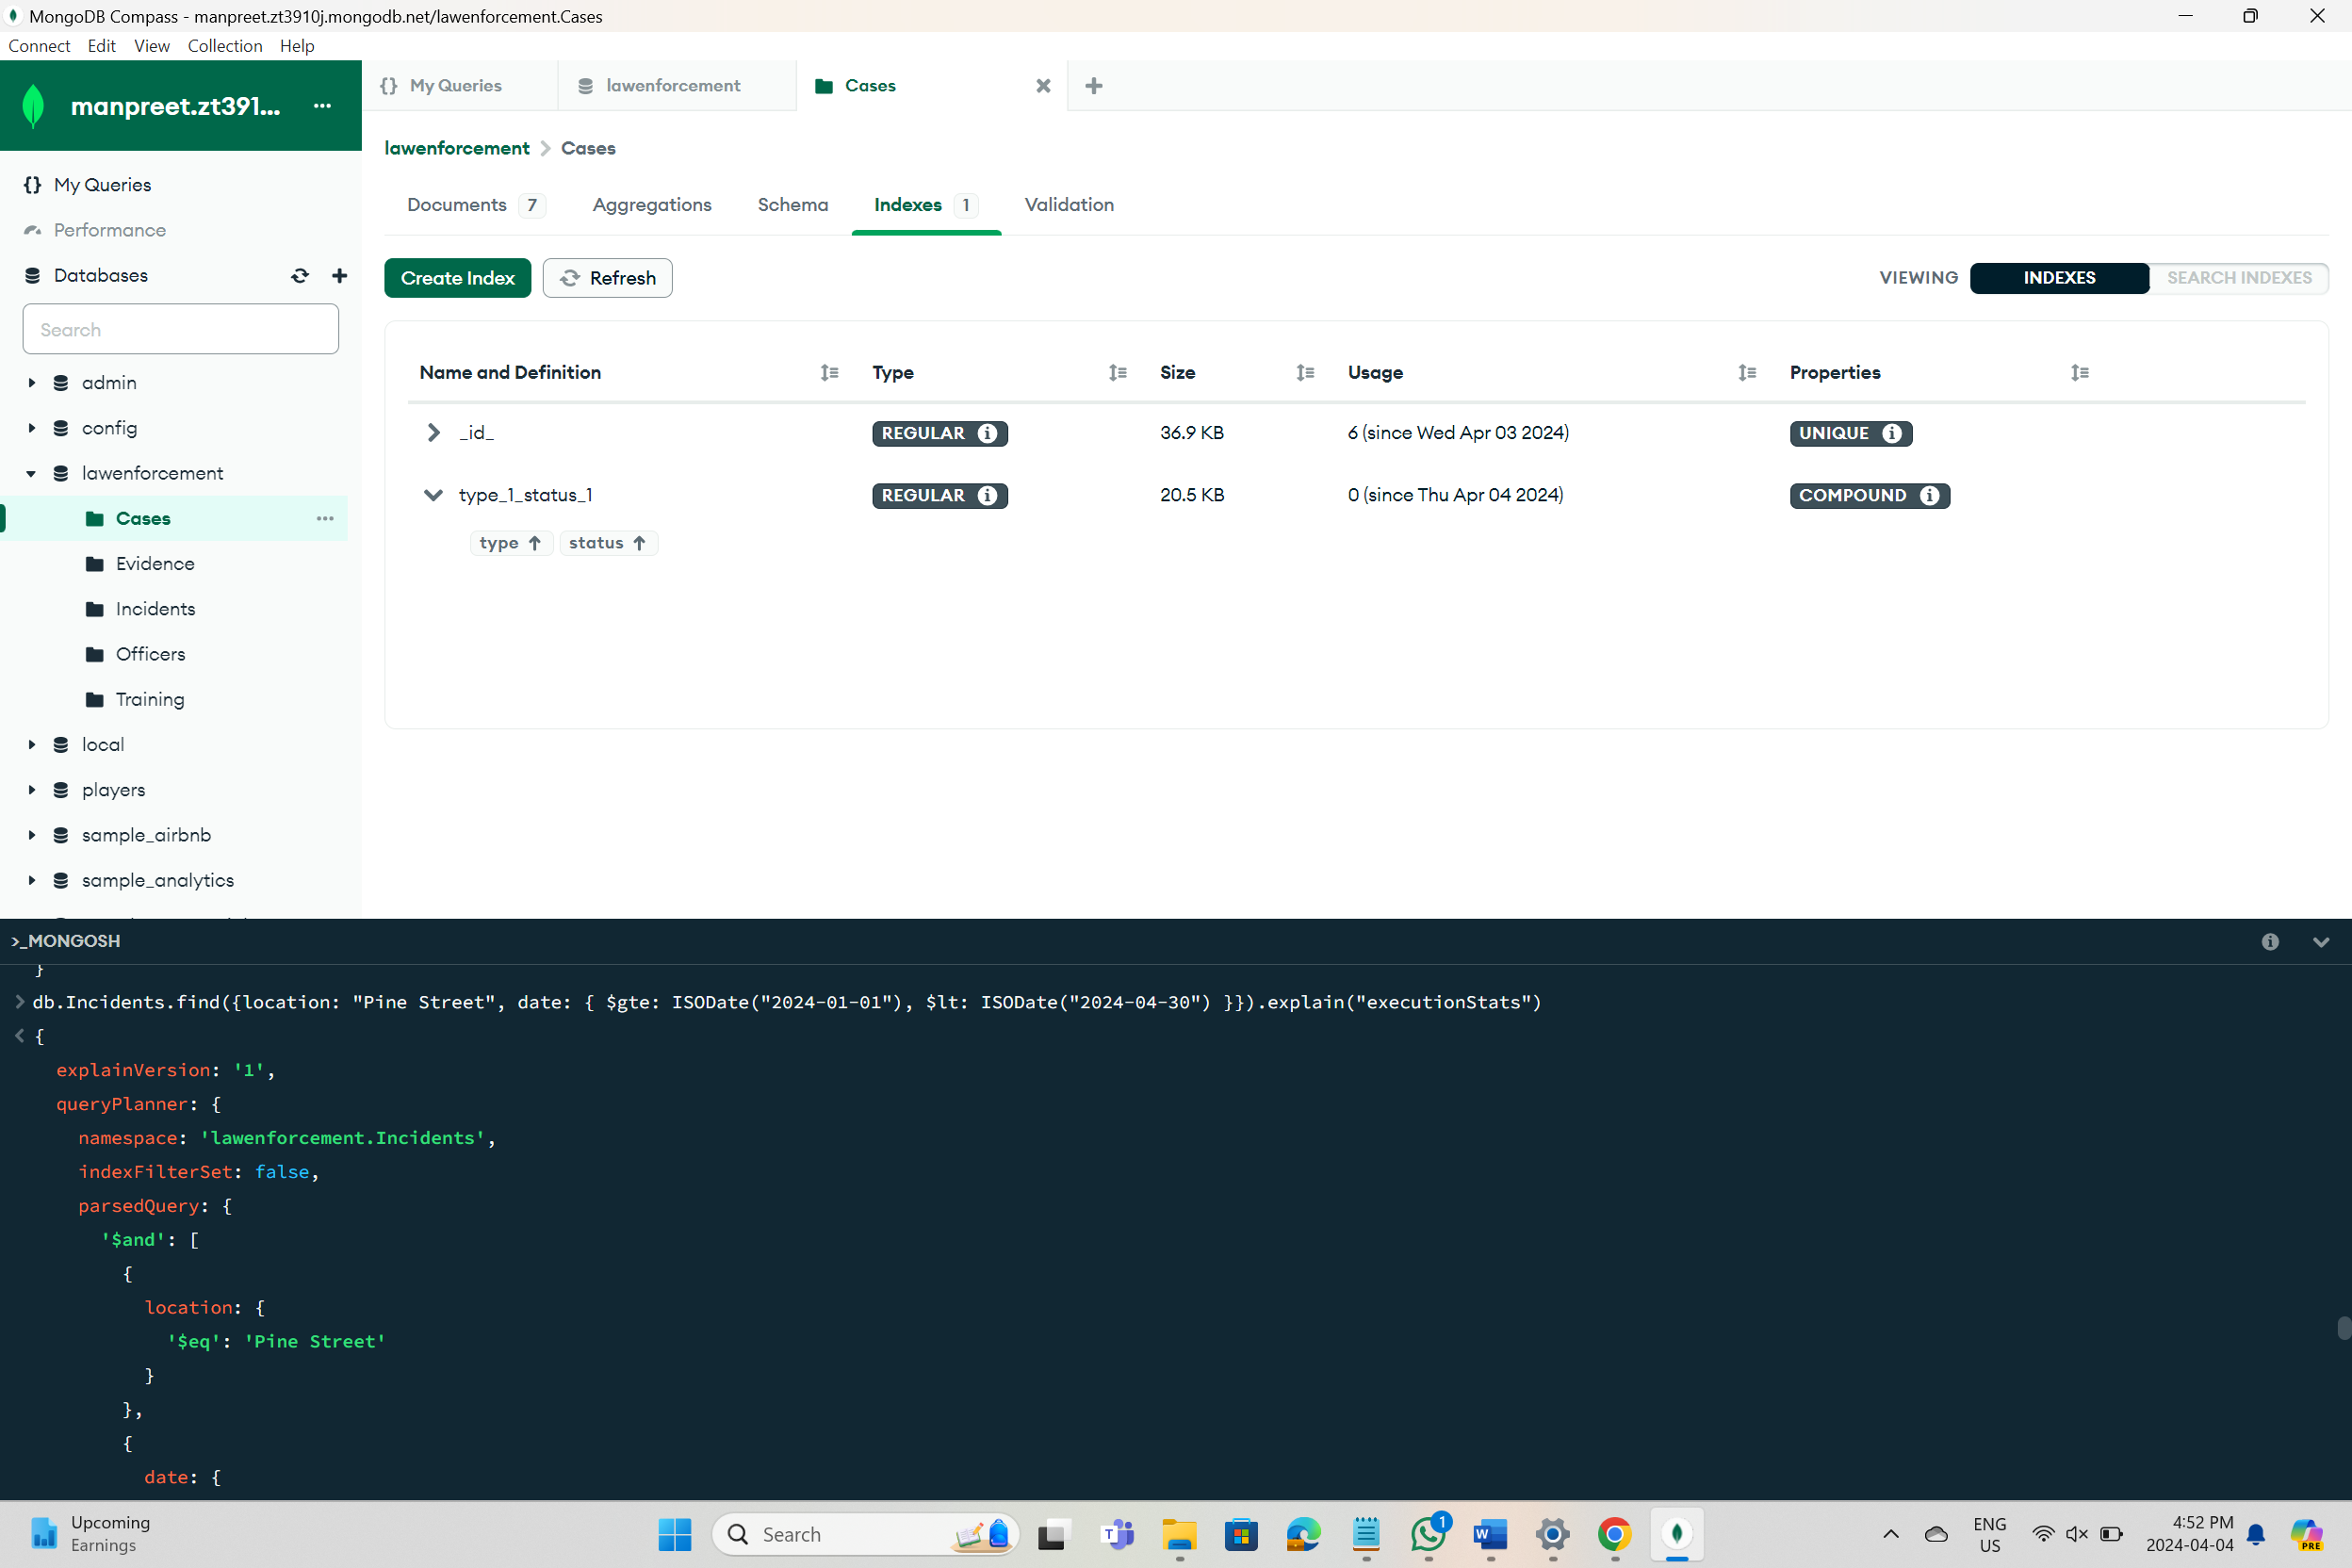 MongoDB Compass - manpreet.zt3910j.mongodb.net/lawenforcement.Cases
Connect Edit View Collection Help
manpreet.zt391... ...
{} My Queries
lawenforcement
Cases
My Queries
Performance
Databases
Search
admin
config
lawenforcement
Cases
Evidence
Incidents
Officers
Training
local
players
sample_airbnb
sample_analytics
lawenforcement > Cases
Documents 7 Aggregations Schema Indexes 1 Validation
Create Index Refresh VIEWING INDEXES SEARCH INDEXES
Name and Definition Type Size Usage Properties
_id_ REGULAR 36.9 KB 6 (since Wed Apr 03 2024) UNIQUE
type_1_status_1 REGULAR 20.5 KB 0 (since Thu Apr 04 2024) COMPOUND
type ↑ status ↑
>_MONGOSH
}
> db.Incidents.find({location: "Pine Street", date: { $gte: ISODate("2024-01-01"), $lt: ISODate("2024-04-30") }}).explain("executionStats")
< {
explainVersion: '1',
queryPlanner: {
namespace: 'lawenforcement.Incidents',
indexFilterSet: false,
parsedQuery: {
'$and': [
{
location: {
'$eq': 'Pine Street'
}
},
{
date: {
Upcoming
Earnings
Search
1
ENG
US
4:52 PM
2024-04-04
PRE